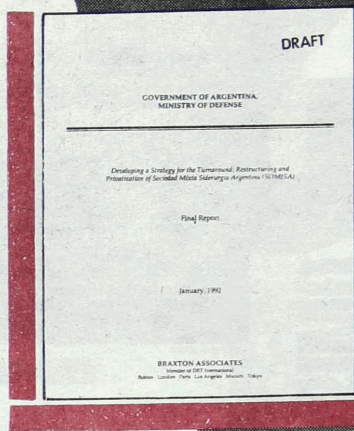 DRAFT
GOVERNMENT OF ARGENTINA,
MINISTRY OF DEFENSE
Developing a Strategy for the Turnaround, Restructuring and
Privatization of Sociedad Mixta Siderurgia Argentina (SOMISA)
Final Report
January, 1992
BRAXTON ASSOCIATES
Member of DRT International
Boston London Paris Los Angeles Munich Tokyo